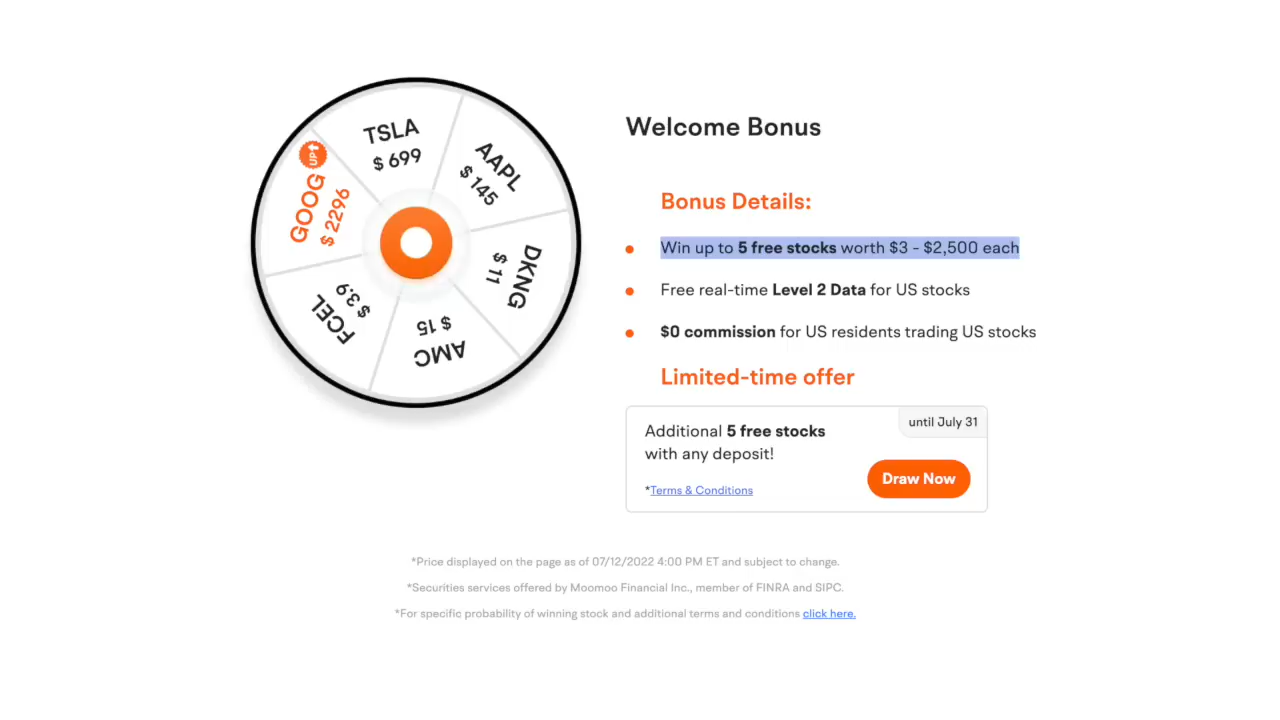 TSLA
$ 699
AAPL
$ 145
DKNG
$ 11
AMC
$ 15
FCEL
$ 3.9
GOOG
$ 2296
UP
Welcome Bonus
Bonus Details:
Win up to 5 free stocks worth $3 - $2,500 each
Free real-time Level 2 Data for US stocks
$0 commission for US residents trading US stocks
Limited-time offer
until July 31
Additional 5 free stocks
with any deposit!
Draw Now
*Terms & Conditions
*Price displayed on the page as of 07/12/2022 4:00 PM ET and subject to change.
*Securities services offered by Moomoo Financial Inc., member of FINRA and SIPC.
*For specific probability of winning stock and additional terms and conditions click here.